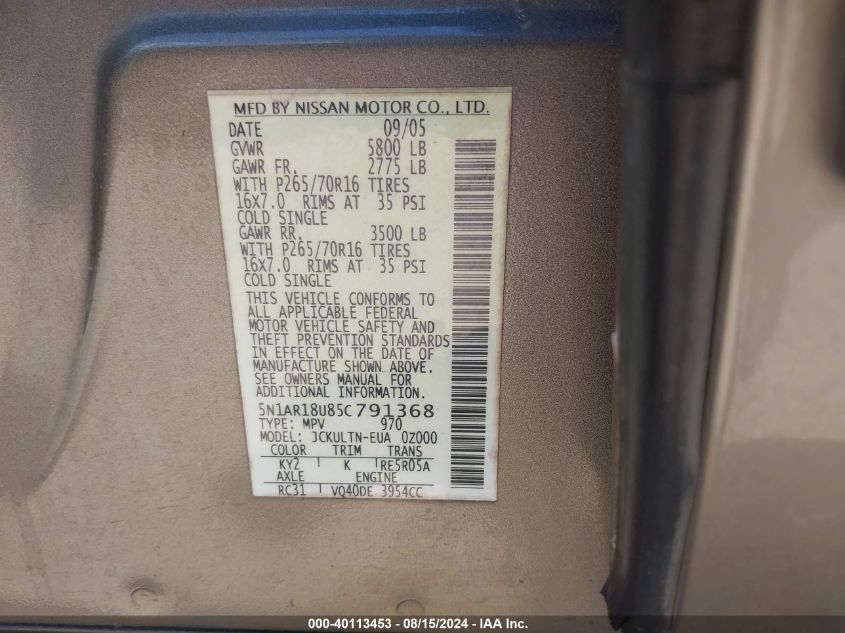 MFD BY NISSAN MOTOR CO., LTD.
DATE 09/05
GVWR 5800 LB
GAWR FR. 2775 LB
WITH P265/70R16 TIRES
16X7.0 RIMS AT 35 PSI
COLD SINGLE
GAWR RR. 3500 LB
WITH P265/70R16 TIRES
16X7.0 RIMS AT 35 PSI
COLD SINGLE
THIS VEHICLE CONFORMS TO
ALL APPLICABLE FEDERAL
MOTOR VEHICLE SAFETY AND
THEFT PREVENTION STANDARDS
IN EFFECT ON THE DATE OF
MANUFACTURE SHOWN ABOVE.
SEE OWNERS MANUAL FOR
ADDITIONAL INFORMATION.
5N1AR18U85C791368
TYPE: MPV 970
MODEL: JCKULTN-EUA 0Z000
COLOR TRIM TRANS
KY2 K RE5R05A
AXLE ENGINE
RC31 VQ40DE 3954CC
000-40113453 - 08/15/2024 - IAA Inc.